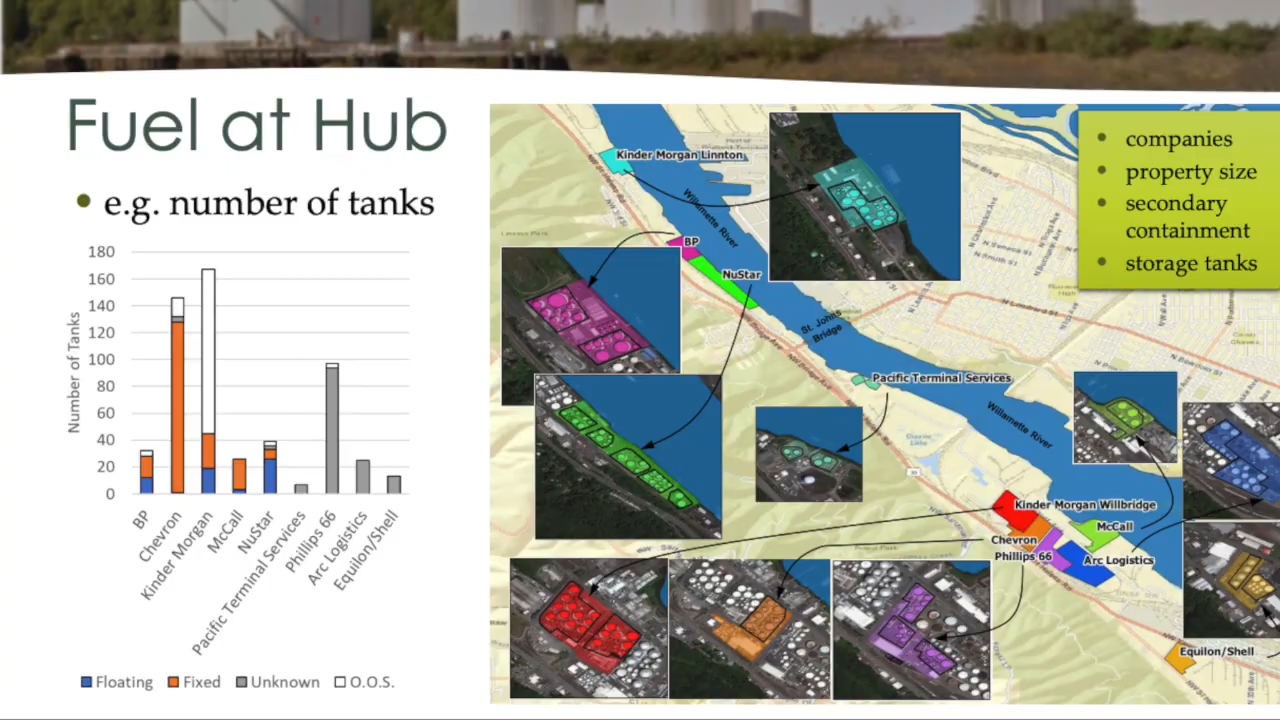 Fuel at Hub
• e.g. number of tanks
180
160
140
120
100
80
60
40
20
0
Number of Tanks
BP
Chevron
Kinder Morgan
McCall
NuStar
Pacific Terminal Services
Phillips 66
Arc Logistics
Equilon/Shell
Floating
Fixed
Unknown
O.O.S.
Kinder Morgan Linnton
Willamette River
BP
NuStar
St. Johns
Bridge
Pacific Terminal Services
Willamette River
Kinder Morgan Willbridge
McCall
Chevron
Phillips 66
Arc Logistics
Equilon/Shell
N Lombard St
• companies
• property size
• secondary
containment
• storage tanks